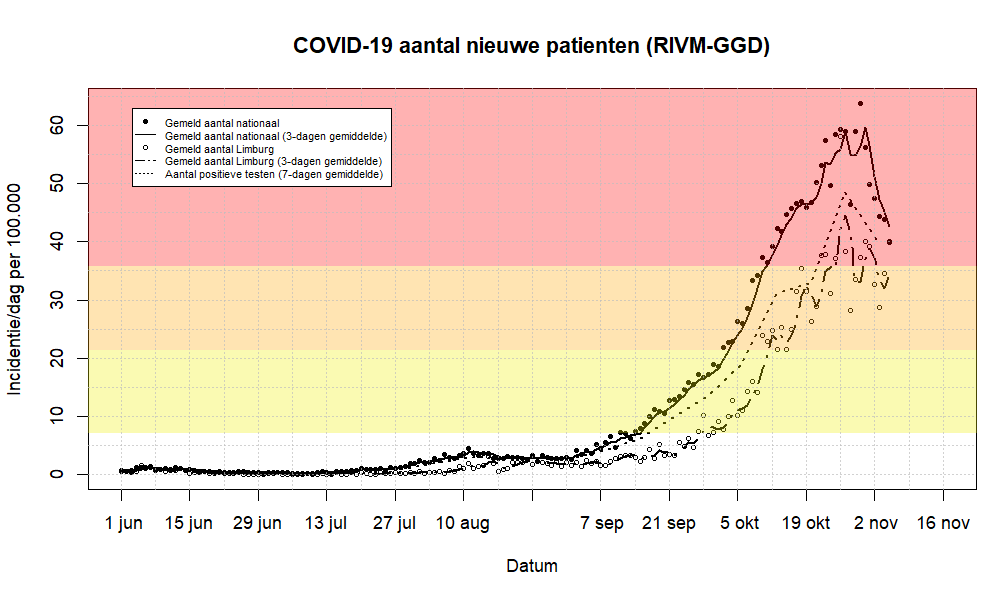 COVID-19 aantal nieuwe patienten (RIVM-GGD)
Gemeld aantal nationaal
Gemeld aantal nationaal (3-dagen gemiddelde)
Gemeld aantal Limburg
Gemeld aantal Limburg (3-dagen gemiddelde)
Aantal positieve testen (7-dagen gemiddelde)
Incidentie/dag per 100.000
60
50
40
30
20
10
0
1 jun 15 jun 29 jun 13 jul 27 jul 10 aug 7 sep 21 sep 5 okt 19 okt 2 nov 16 nov
Datum